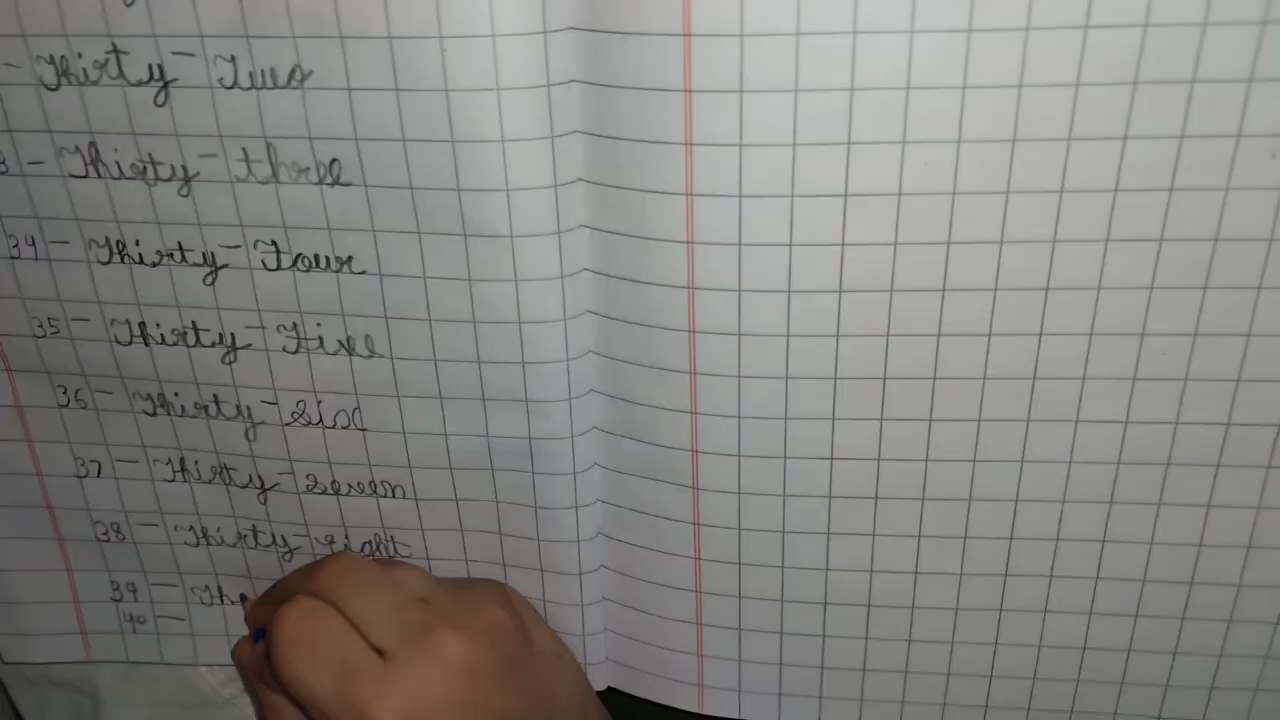 - Thirty-Two
3 - Thirty-three
34 - Thirty-Four
35 - Thirty-Five
36 - Thirty-Six
37 - Thirty-Seven
38 - Thirty-eight
39 -
40 -